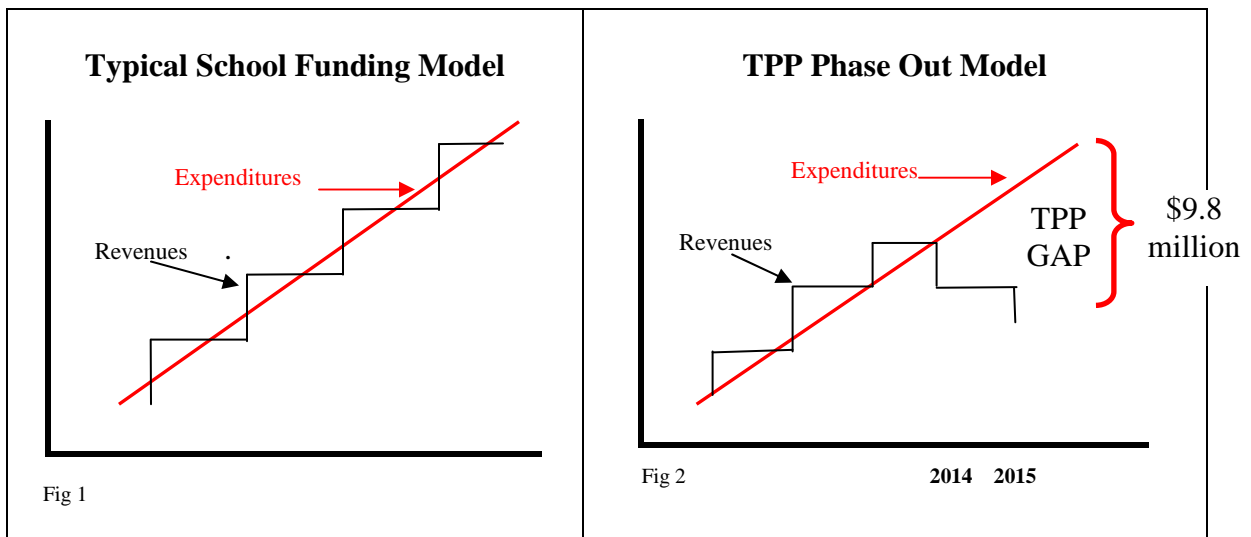 Typical School Funding Model
Expenditures
Revenues .
Fig 1
TPP Phase Out Model
Expenditures
Revenues
TPP
GAP
$9.8
million
Fig 2
2014 2015